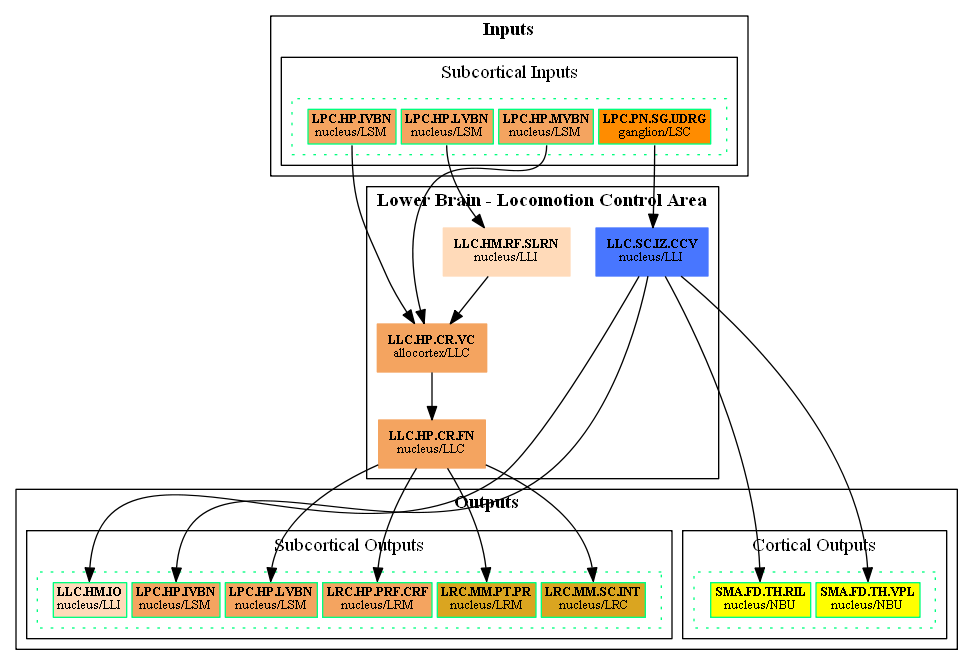 Inputs
Subcortical Inputs
LPC.HP.IVBN
nucleus/LSM
LPC.HP.LVBN
nucleus/LSM
LPC.HP.MVBN
nucleus/LSM
LPC.PN.SG.UDRG
ganglion/LSC
Lower Brain - Locomotion Control Area
LLC.HM.RF.SLRN
nucleus/LLI
LLC.SC.IZ.CCV
nucleus/LLI
LLC.HP.CR.VC
allocortex/LLC
LLC.HP.CR.FN
nucleus/LLC
Outputs
Subcortical Outputs
LLC.HM.IO
nucleus/LLI
LPC.HP.IVBN
nucleus/LSM
LPC.HP.LVBN
nucleus/LSM
LRC.HP.PRF.CRF
nucleus/LRM
LRC.MM.PT.PR
nucleus/LRM
LRC.MM.SC.INT
nucleus/LRC
Cortical Outputs
SMA.FD.TH.RIL
nucleus/NBU
SMA.FD.TH.VPL
nucleus/NBU